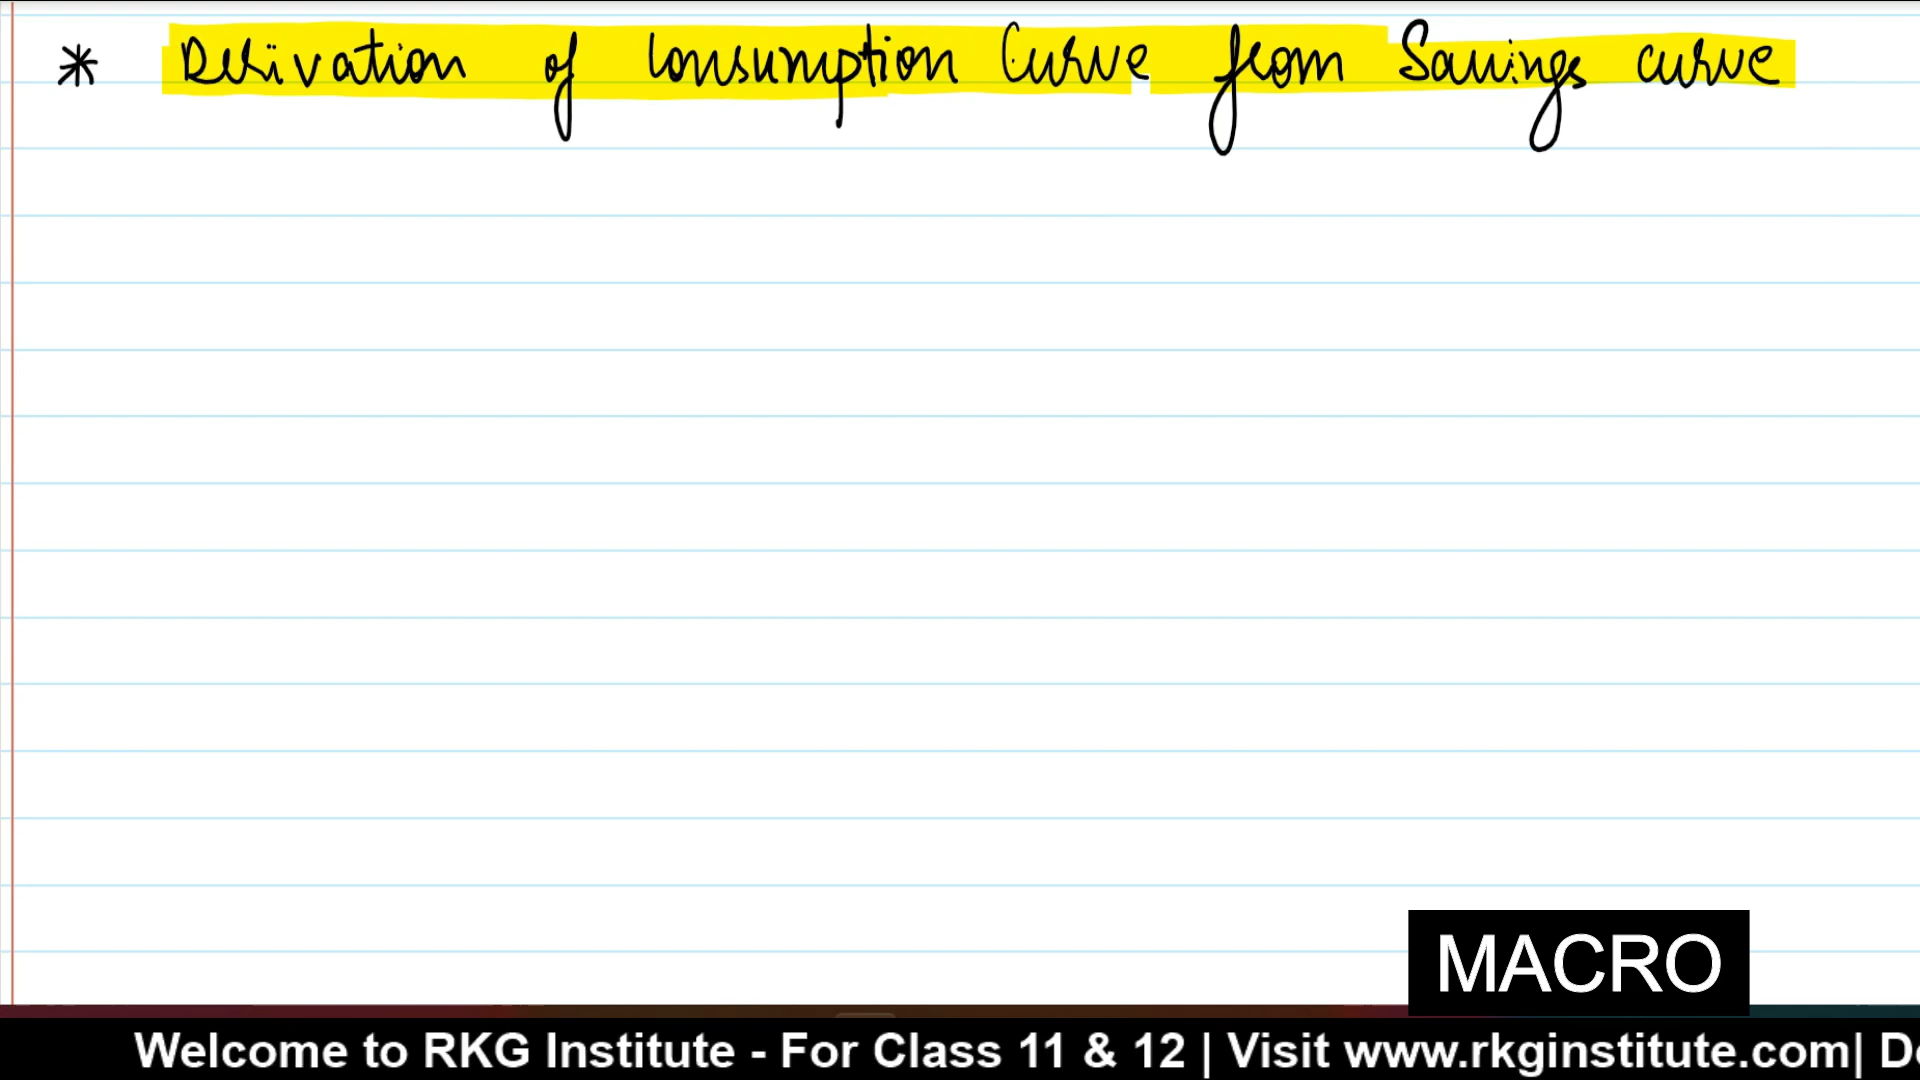 * Derivation of Consumption Curve from Savings curve
MACRO
Welcome to RKG Institute - For Class 11 & 12 | Visit www.rkginstitute.com| De